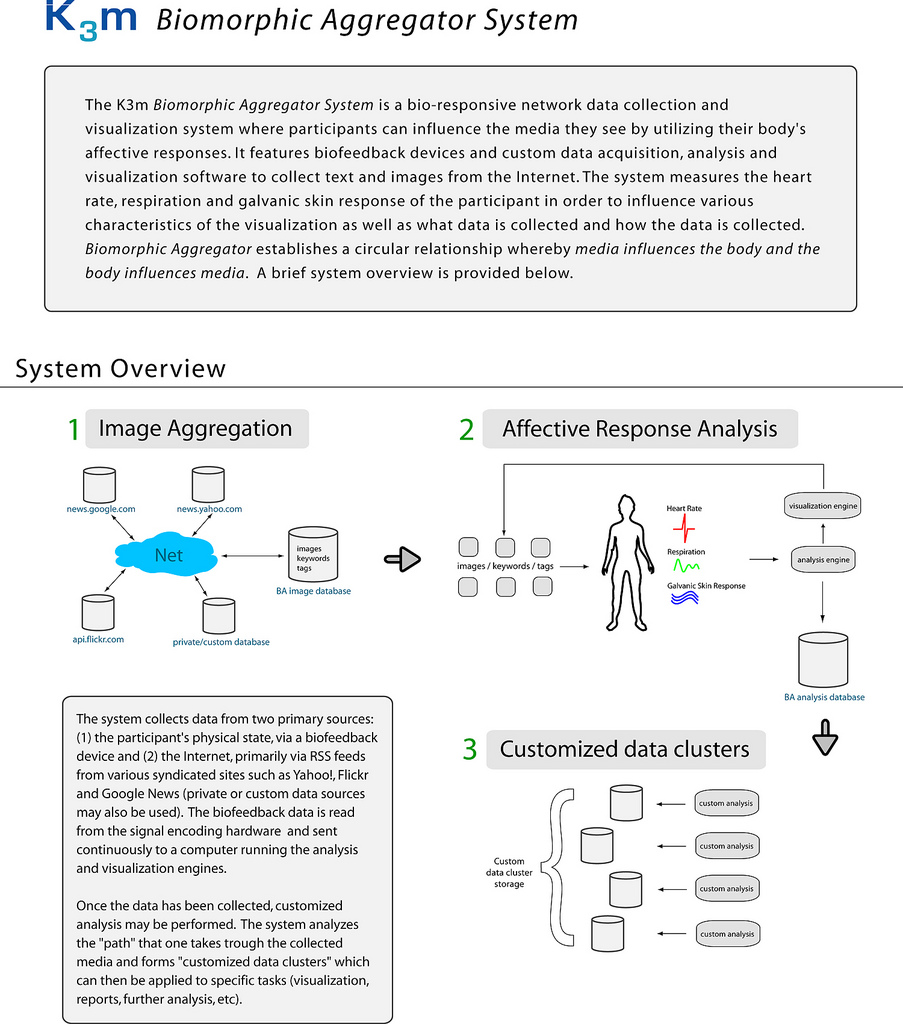 K3m Biomorphic Aggregator System
The K3m Biomorphic Aggregator System is a bio-responsive network data collection and
visualization system where participants can influence the media they see by utilizing their body's
affective responses. It features biofeedback devices and custom data acquisition, analysis and
visualization software to collect text and images from the Internet. The system measures the heart
rate, respiration and galvanic skin response of the participant in order to influence various
characteristics of the visualization as well as what data is collected and how the data is collected.
Biomorphic Aggregator establishes a circular relationship whereby media influences the body and the
body influences media. A brief system overview is provided below.
System Overview
1 Image Aggregation
news.google.com
news.yahoo.com
Net
images
keywords
tags
BA image database
api.flickr.com
private/custom database
2 Affective Response Analysis
images / keywords / tags
Heart Rate
Respiration
Galvanic Skin Response
visualization engine
analysis engine
BA analysis database
The system collects data from two primary sources:
(1) the participant's physical state, via a biofeedback
device and (2) the Internet, primarily via RSS feeds
from various syndicated sites such as Yahoo!, Flickr
and Google News (private or custom data sources
may also be used). The biofeedback data is read
from the signal encoding hardware and sent
continuously to a computer running the analysis
and visualization engines.
Once the data has been collected, customized
analysis may be performed. The system analyzes
the "path" that one takes trough the collected
media and forms "customized data clusters" which
can then be applied to specific tasks (visualization,
reports, further analysis, etc).
3 Customized data clusters
Custom
data cluster
storage
custom analysis
custom analysis
custom analysis
custom analysis